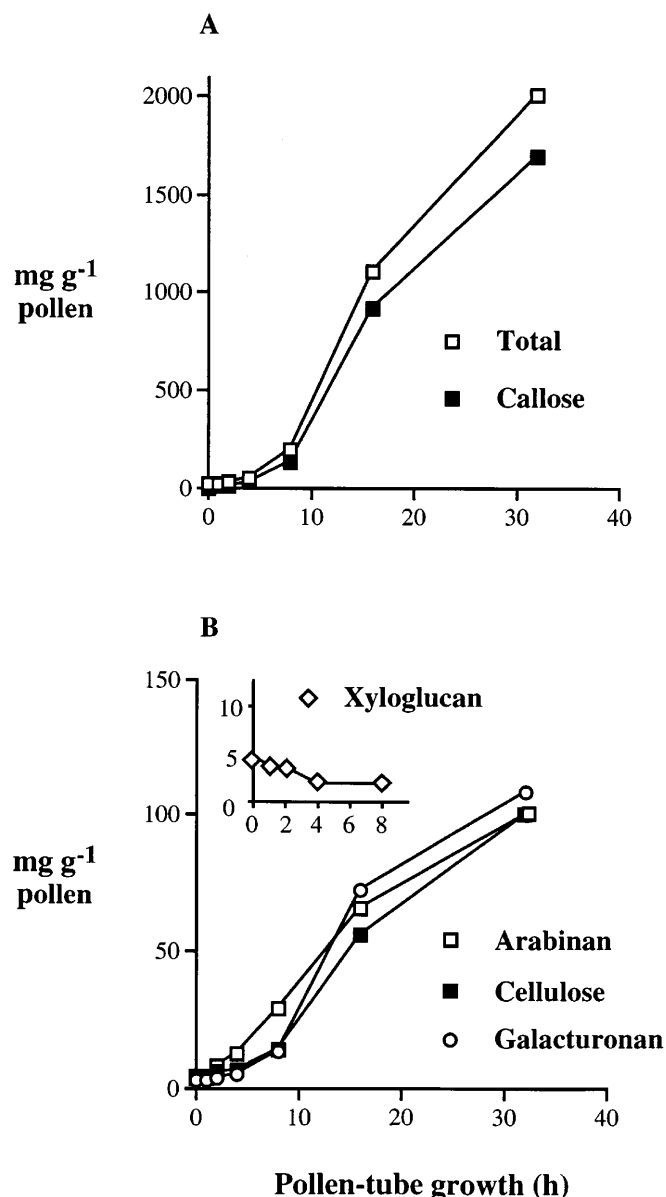 A
2000
1500
1000
500
0
mg g-1
pollen
Total
Callose
0 10 20 30 40
B
150
100
50
0
mg g-1
pollen
10
5
0
Xyloglucan
0 2 4 6 8
Arabinan
Cellulose
Galacturonan
0 10 20 30 40
Pollen-tube growth (h)